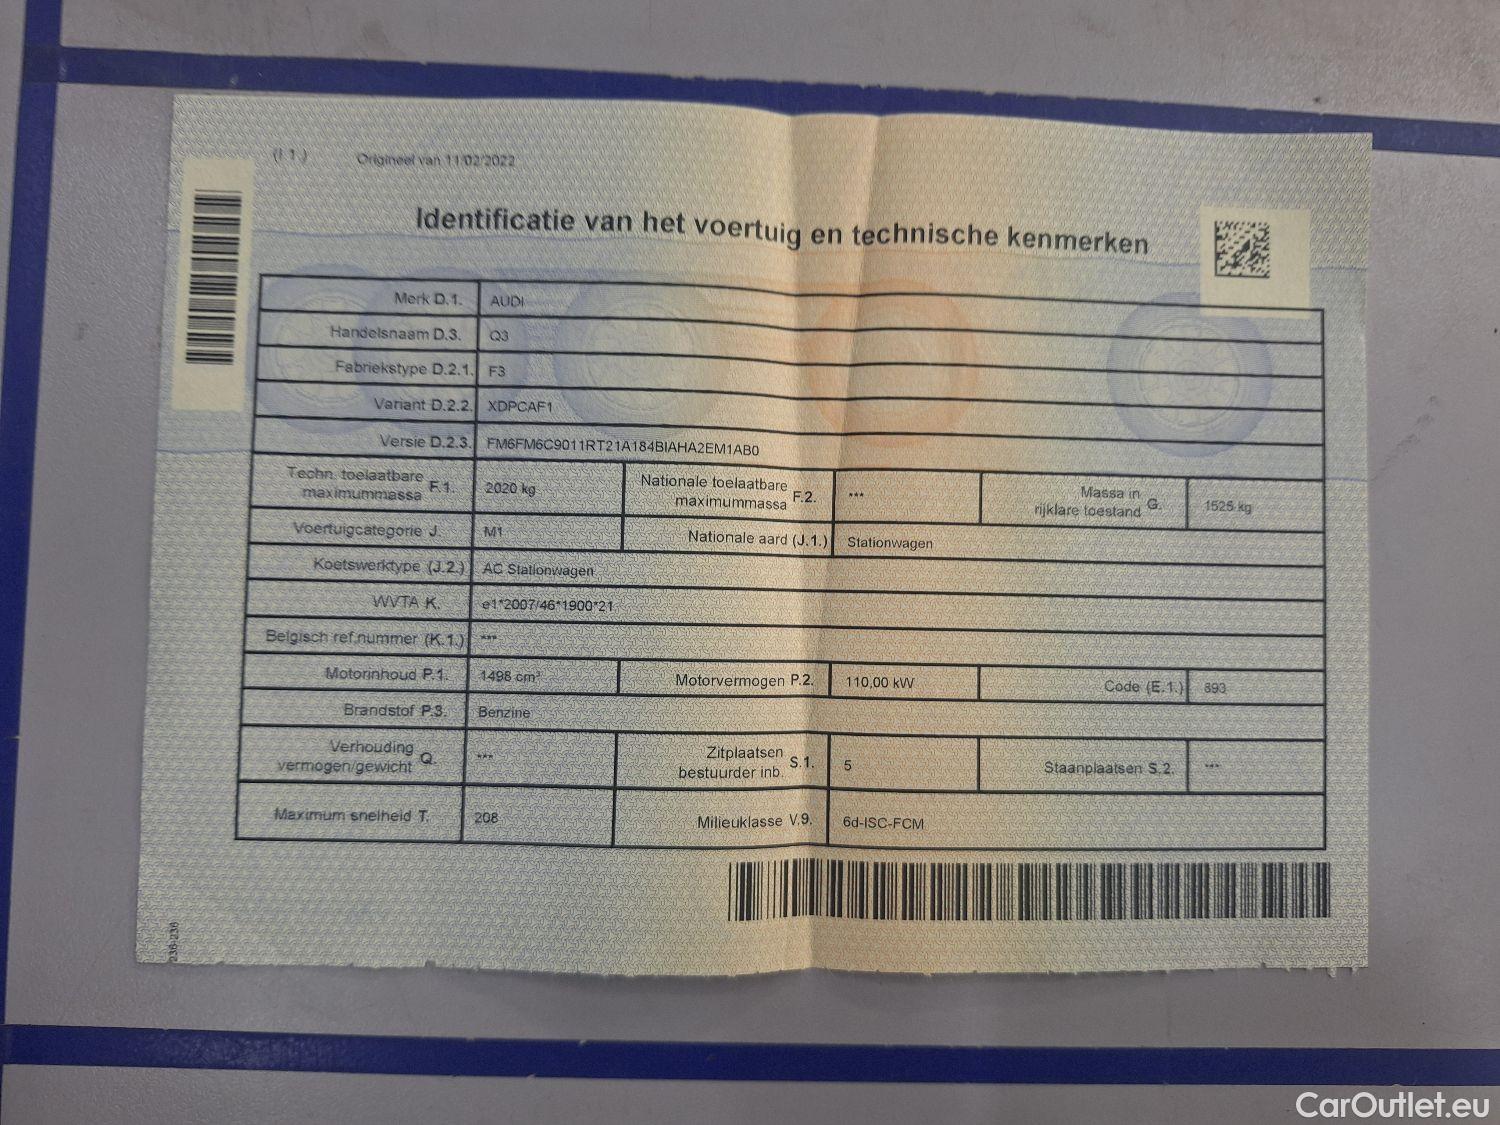 (I 1.) Origineel van 11/02/2022
Identificatie van het voertuig en technische kenmerken
Merk D.1. AUDI
Handelsnaam D.3. Q3
Fabriekstype D.2.1. F3
Variant D.2.2. XDPCAF1
Versie D.2.3. FM6FM6C9011RT21A184BIAHA2EM1AB0
Techn. toelaatbare maximummassa F.1. 2020 kg Nationale toelaatbare maximummassa F.2. *** Massa in rijklare toestand G. 1525 kg
Voertuigcategorie J. M1 Nationale aard (J.1.) Stationwagen
Koetswerktype (J.2.) AC Stationwagen
WVTA K. e1*2007/46*1900*21
Belgisch ref.nummer (K.1.) ***
Motorinhoud P.1. 1498 cm³ Motorvermogen P.2. 110,00 kW Code (E.1.) 893
Brandstof P.3. Benzine
Verhouding vermogen/gewicht Q. *** Zitplaatsen bestuurder inb. S.1. 5 Staanplaatsen S.2. ***
Maximum snelheid T. 208 Milieuklasse V.9. 6d-ISC-FCM
236-236
CarOutlet.eu